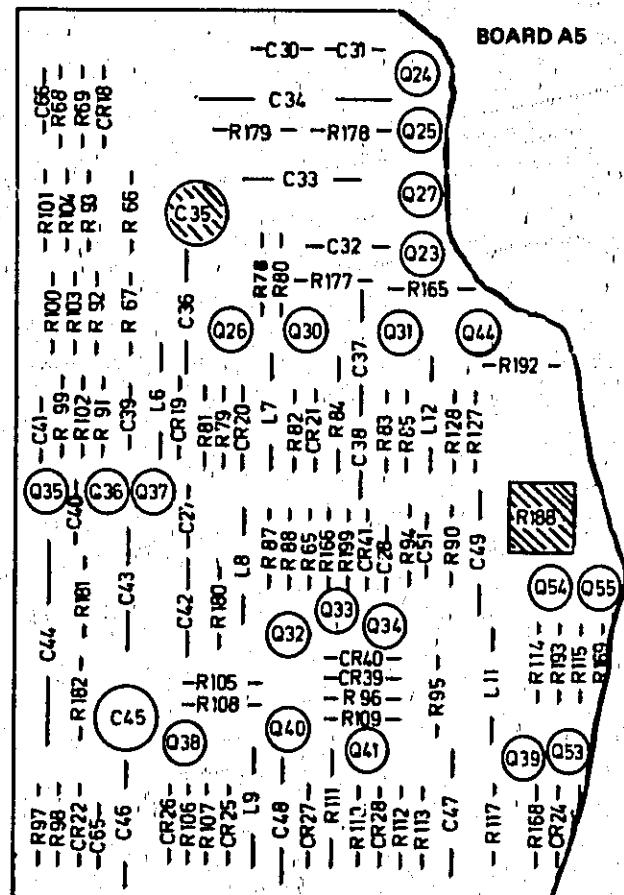 BOARD A5
C30 C31 Q24
C66 R68 R69 CR18 C34
R179 R178 Q25
C33 Q27
R101 R104 R93 R66 C35
C32 Q23
R78 R80 R177 R165
R100 R103 R92 R67 C36 Q26 Q30 C37 Q31 Q44
R192
C41 R99 R102 R91 C39 L6 CR19 R81 R79 CR20 L7 R82 CR21 R84 C38 R83 R85 L12 R128 R127
Q35 C40 Q36 Q37 C27 R188
R87 R88 R65 R166 R199 CR41 C28 R94 C51 R90 C49
C44 R181 C43 C42 R180 L8 Q54 Q55
Q32 Q33 Q34
R114 R193 R115 R169
CR40
CR39
R105 R96
R108 R109
R182 C45 R95 L11
Q38 Q40 Q41 Q39 Q53
R97 R98 CR22 C65 C46 CR26 R106 R107 CR25 L9 C48 CR27 R111 CR28 R112 R113 C47 R117 R168 CR24